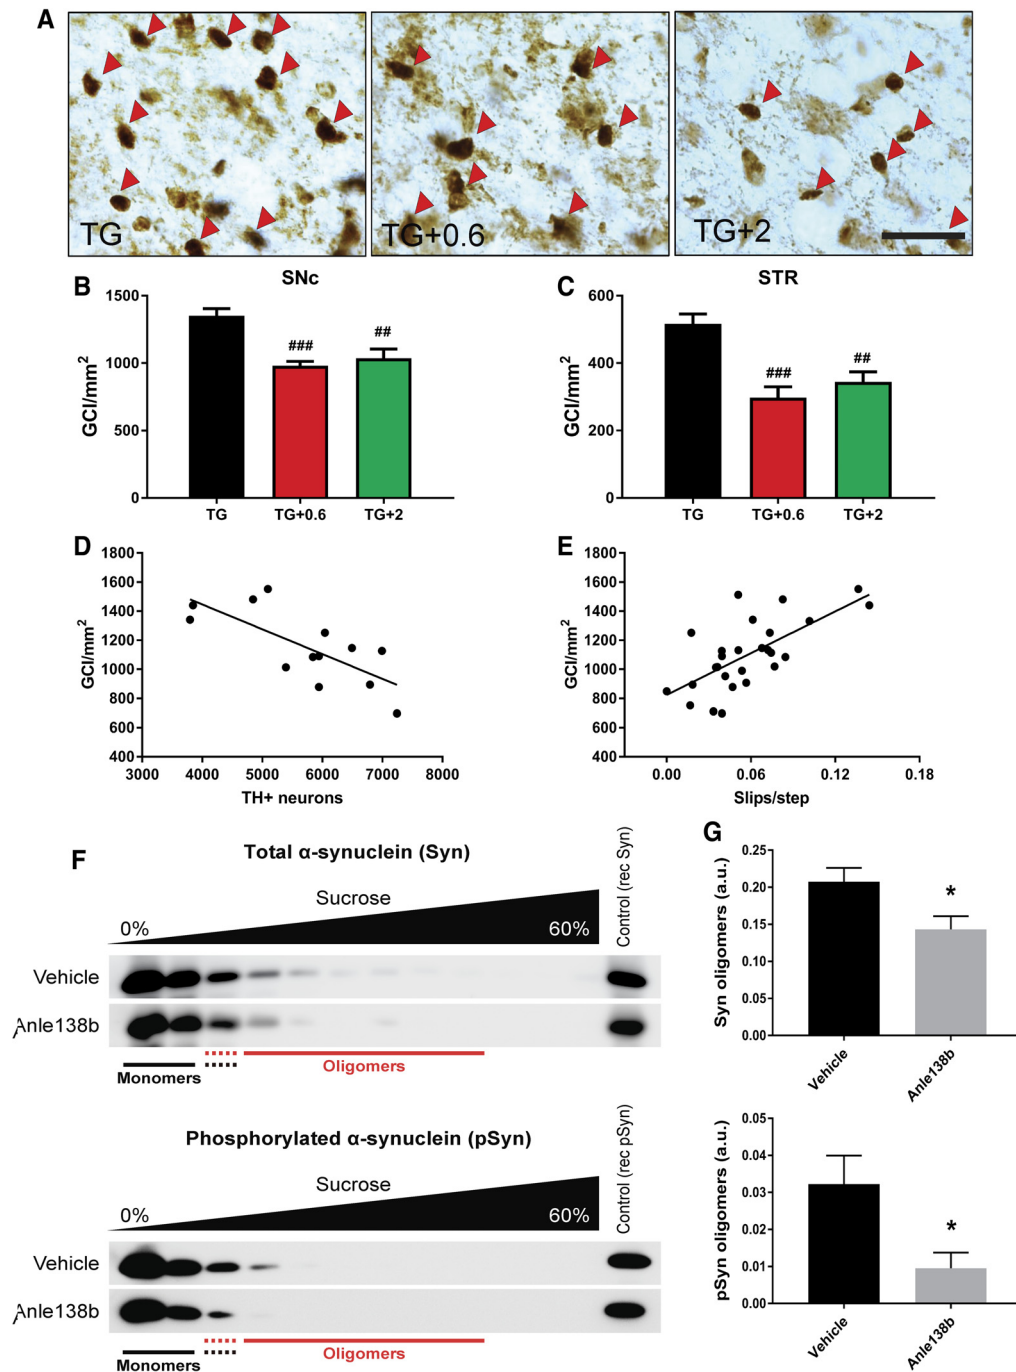 A
TG
TG+0.6
TG+2
B
SNc
1500
1000
500
0
GCI/mm2
###
##
TG
TG+0.6
TG+2
C
STR
600
400
200
0
GCI/mm2
###
##
TG
TG+0.6
TG+2
D
1800
1600
1400
1200
1000
800
600
400
GCI/mm2
3000
4000
5000
6000
7000
8000
TH+ neurons
E
1800
1600
1400
1200
1000
800
600
400
GCI/mm2
0.00
0.06
0.12
0.18
Slips/step
F
Total α-synuclein (Syn)
Sucrose
0%
60%
Control (rec Syn)
Vehicle
Anle138b
Monomers
Oligomers
Phosphorylated α-synuclein (pSyn)
Sucrose
0%
60%
Control (rec pSyn)
Vehicle
Anle138b
Monomers
Oligomers
G
0.25
0.20
0.15
0.10
0.05
0.00
Syn oligomers (a.u.)
*
Vehicle
Anle138b
0.05
0.04
0.03
0.02
0.01
0.00
pSyn oligomers (a.u.)
*
Vehicle
Anle138b